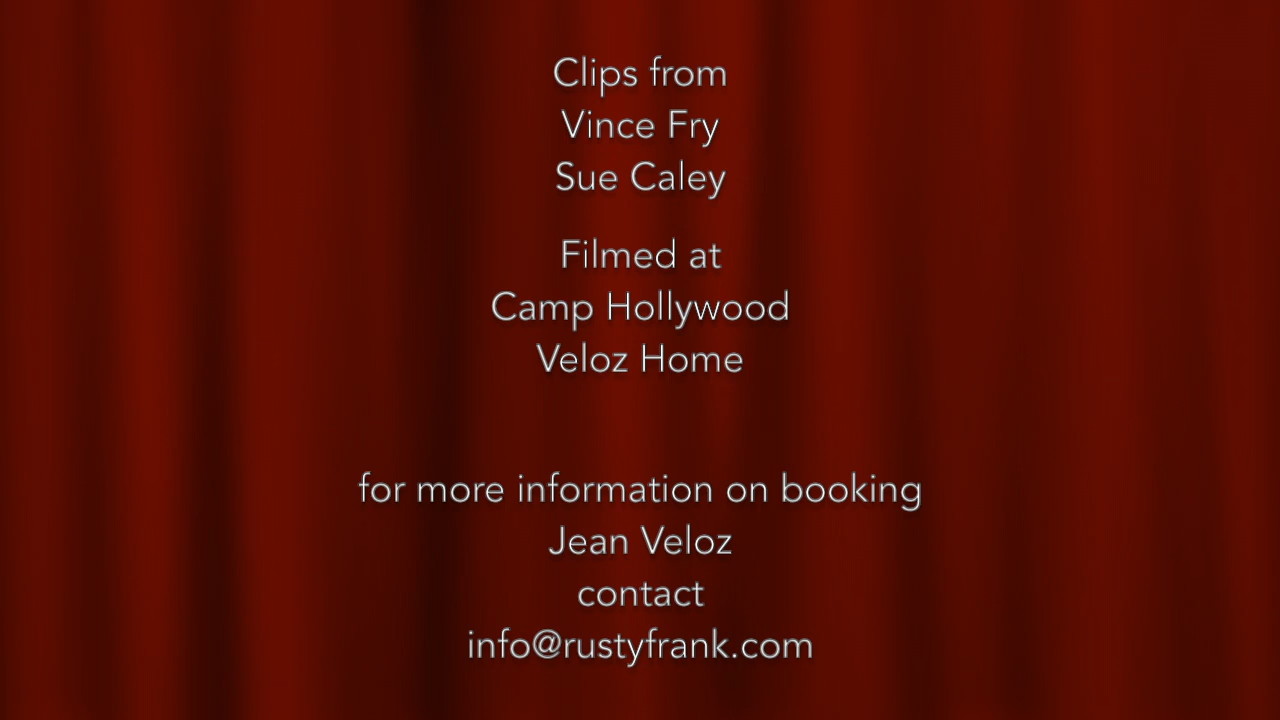 Clips from
Vince Fry
Sue Caley
Filmed at
Camp Hollywood
Veloz Home
for more information on booking
Jean Veloz
contact
info@rustyfrank.com